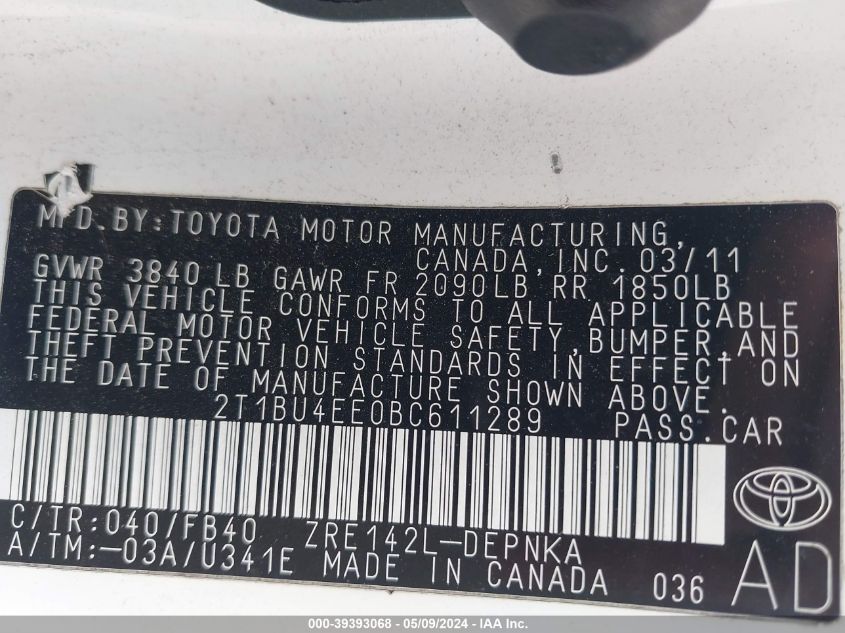 MFD.BY:TOYOTA MOTOR MANUFACTURING,
CANADA,INC. 03/11
GVWR 3840 LB GAWR FR 2090LB RR 1850LB
THIS VEHICLE CONFORMS TO ALL APPLICABLE
FEDERAL MOTOR VEHICLE SAFETY,BUMPER,AND
THEFT PREVENTION STANDARDS IN EFFECT ON
THE DATE OF MANUFACTURE SHOWN ABOVE.
2T1BU4EE0BC611289 PASS.CAR
C/TR:040/FB40 ZRE142L-DEPNKA
A/TM:-03A/U341E MADE IN CANADA 036 AD
000-39393068 - 05/09/2024 - IAA Inc.